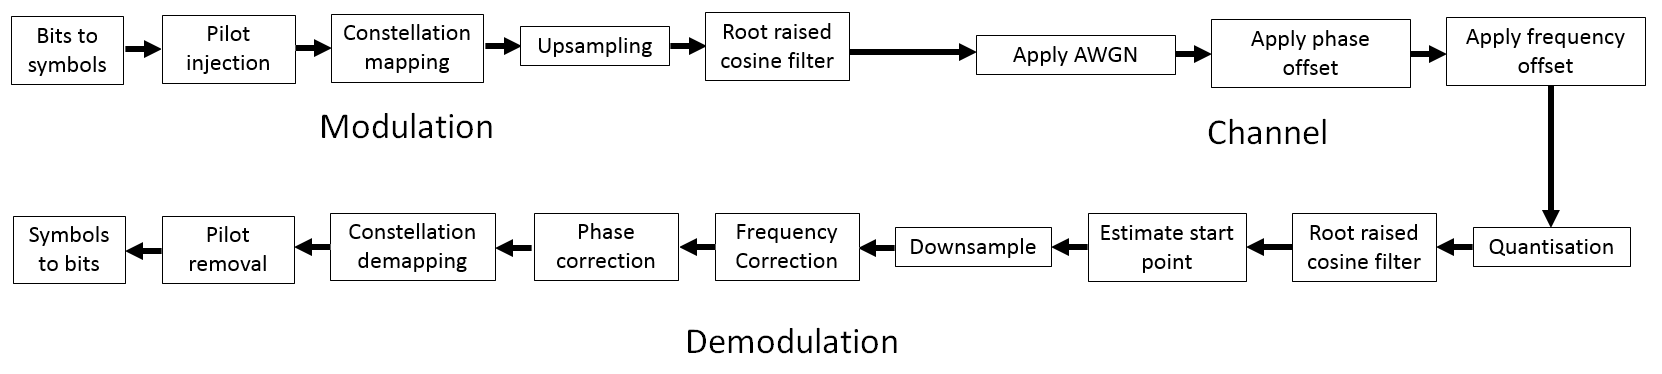 Bits to
symbols
Pilot
injection
Constellation
mapping
Upsampling
Root raised
cosine filter
Apply AWGN
Apply phase
offset
Apply frequency
offset
Modulation
Channel
Symbols
to bits
Pilot
removal
Constellation
demapping
Phase
correction
Frequency
Correction
Downsample
Estimate start
point
Root raised
cosine filter
Quantisation
Demodulation